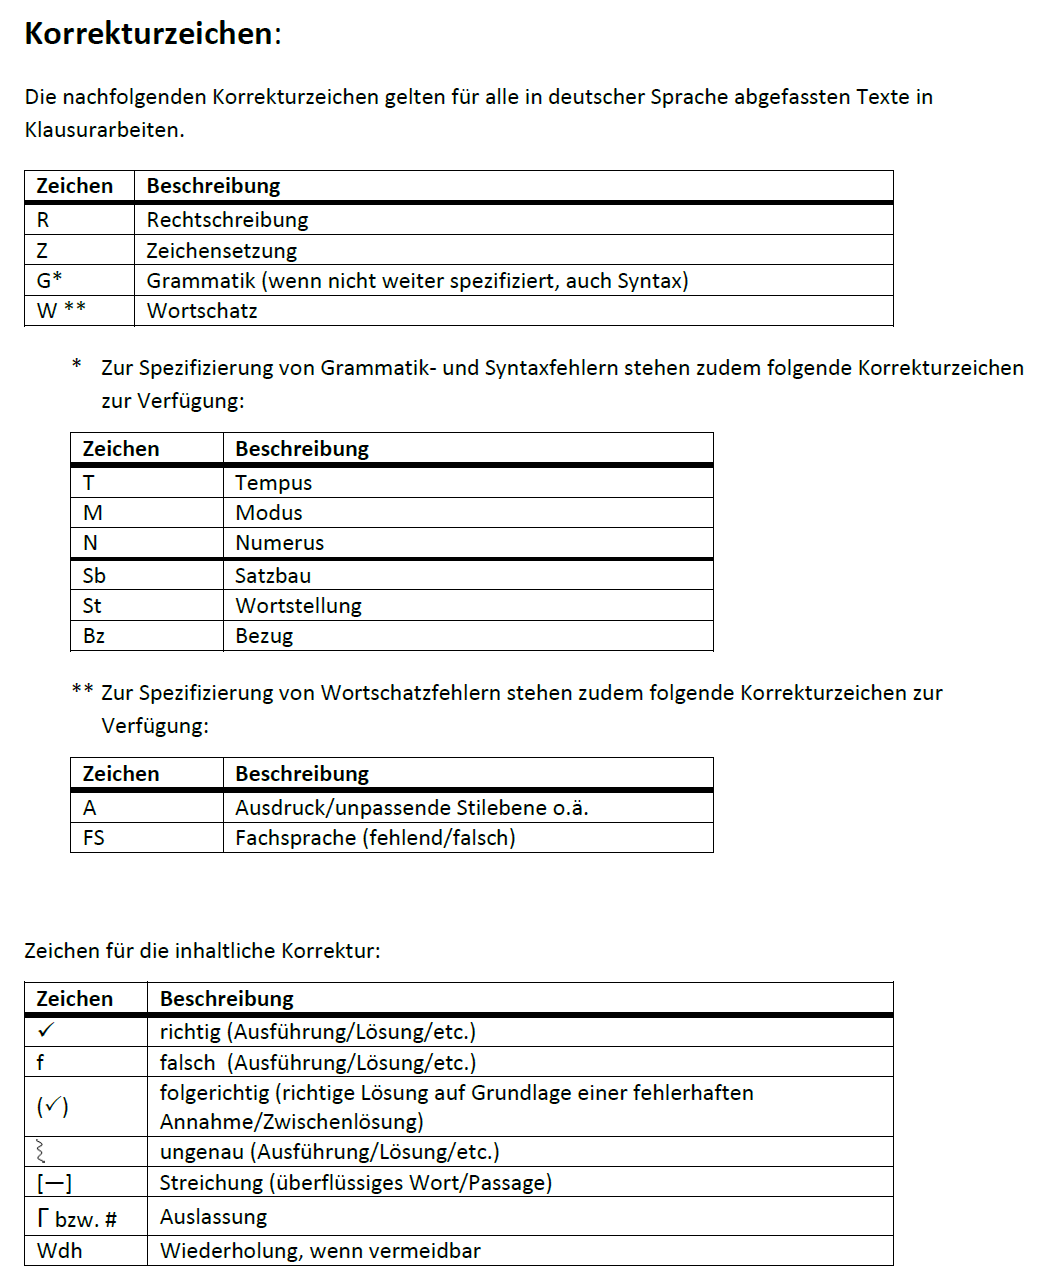 Korrekturzeichen:
Die nachfolgenden Korrekturzeichen gelten für alle in deutscher Sprache abgefassten Texte in
Klausurarbeiten.
Zeichen Beschreibung
R Rechtschreibung
Z Zeichensetzung
G* Grammatik (wenn nicht weiter spezifiziert, auch Syntax)
W ** Wortschatz
* Zur Spezifizierung von Grammatik- und Syntaxfehlern stehen zudem folgende Korrekturzeichen
zur Verfügung:
Zeichen Beschreibung
T Tempus
M Modus
N Numerus
Sb Satzbau
St Wortstellung
Bz Bezug
** Zur Spezifizierung von Wortschatzfehlern stehen zudem folgende Korrekturzeichen zur
Verfügung:
Zeichen Beschreibung
A Ausdruck/unpassende Stilebene o.ä.
FS Fachsprache (fehlend/falsch)
Zeichen für die inhaltliche Korrektur:
Zeichen Beschreibung
✓ richtig (Ausführung/Lösung/etc.)
f falsch (Ausführung/Lösung/etc.)
(✓) folgerichtig (richtige Lösung auf Grundlage einer fehlerhaften
Annahme/Zwischenlösung)
⸾ ungenau (Ausführung/Lösung/etc.)
[—] Streichung (überflüssiges Wort/Passage)
Γ bzw. # Auslassung
Wdh Wiederholung, wenn vermeidbar